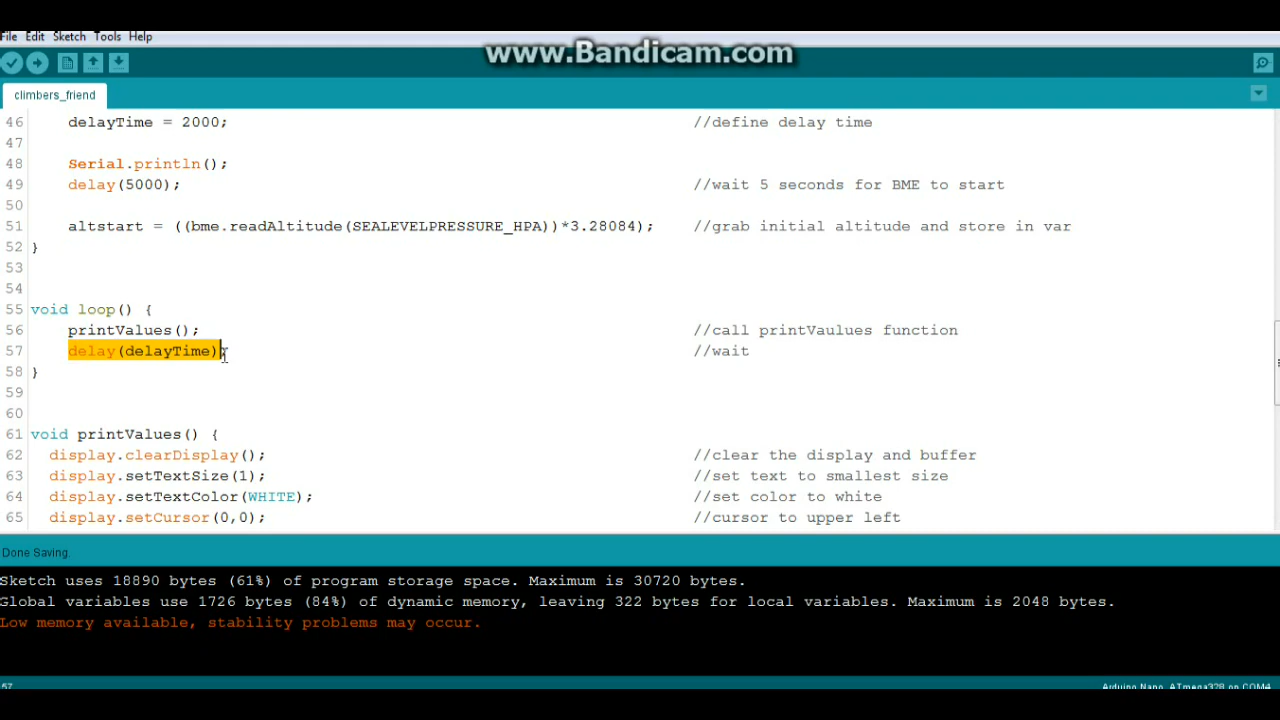 File Edit Sketch Tools Help
www.Bandicam.com
climbers_friend
46 delayTime = 2000; //define delay time
47
48 Serial.println();
49 delay(5000); //wait 5 seconds for BME to start
50
51 altstart = ((bme.readAltitude(SEALEVELPRESSURE_HPA))*3.28084); //grab initial altitude and store in var
52 }
53
54
55 void loop() {
56 printValues(); //call printVaulues function
57 delay(delayTime); //wait
58 }
59
60
61 void printValues() {
62 display.clearDisplay(); //clear the display and buffer
63 display.setTextSize(1); //set text to smallest size
64 display.setTextColor(WHITE); //set color to white
65 display.setCursor(0,0); //cursor to upper left
Done Saving.
Sketch uses 18890 bytes (61%) of program storage space. Maximum is 30720 bytes.
Global variables use 1726 bytes (84%) of dynamic memory, leaving 322 bytes for local variables. Maximum is 2048 bytes.
Low memory available, stability problems may occur.
57 Arduino Nano, ATmega328 on COM4